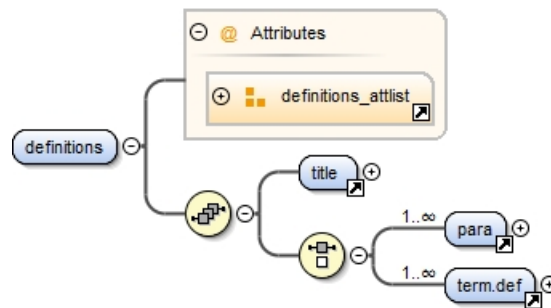 @ Attributes
definitions_attlist
definitions
title
1..∞
para
1..∞
term.def